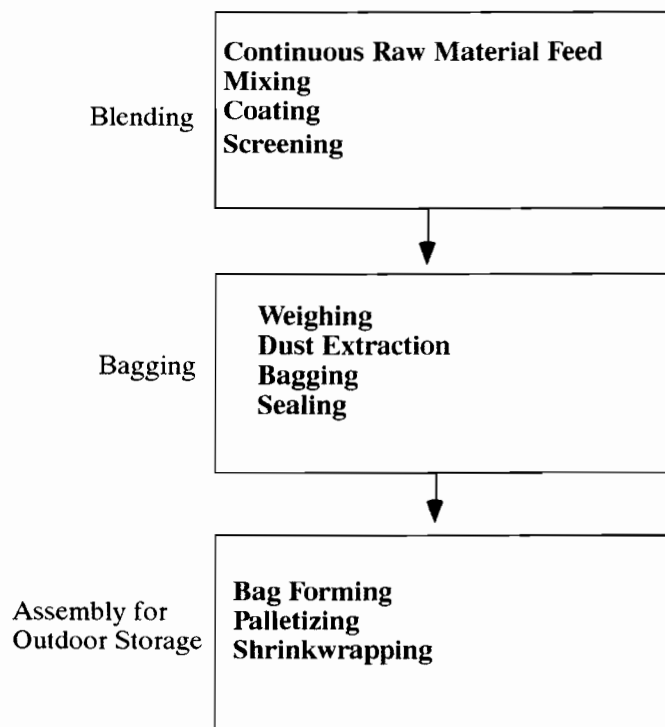 Blending
Continuous Raw Material Feed
Mixing
Coating
Screening
Bagging
Weighing
Dust Extraction
Bagging
Sealing
Assembly for
Outdoor Storage
Bag Forming
Palletizing
Shrinkwrapping